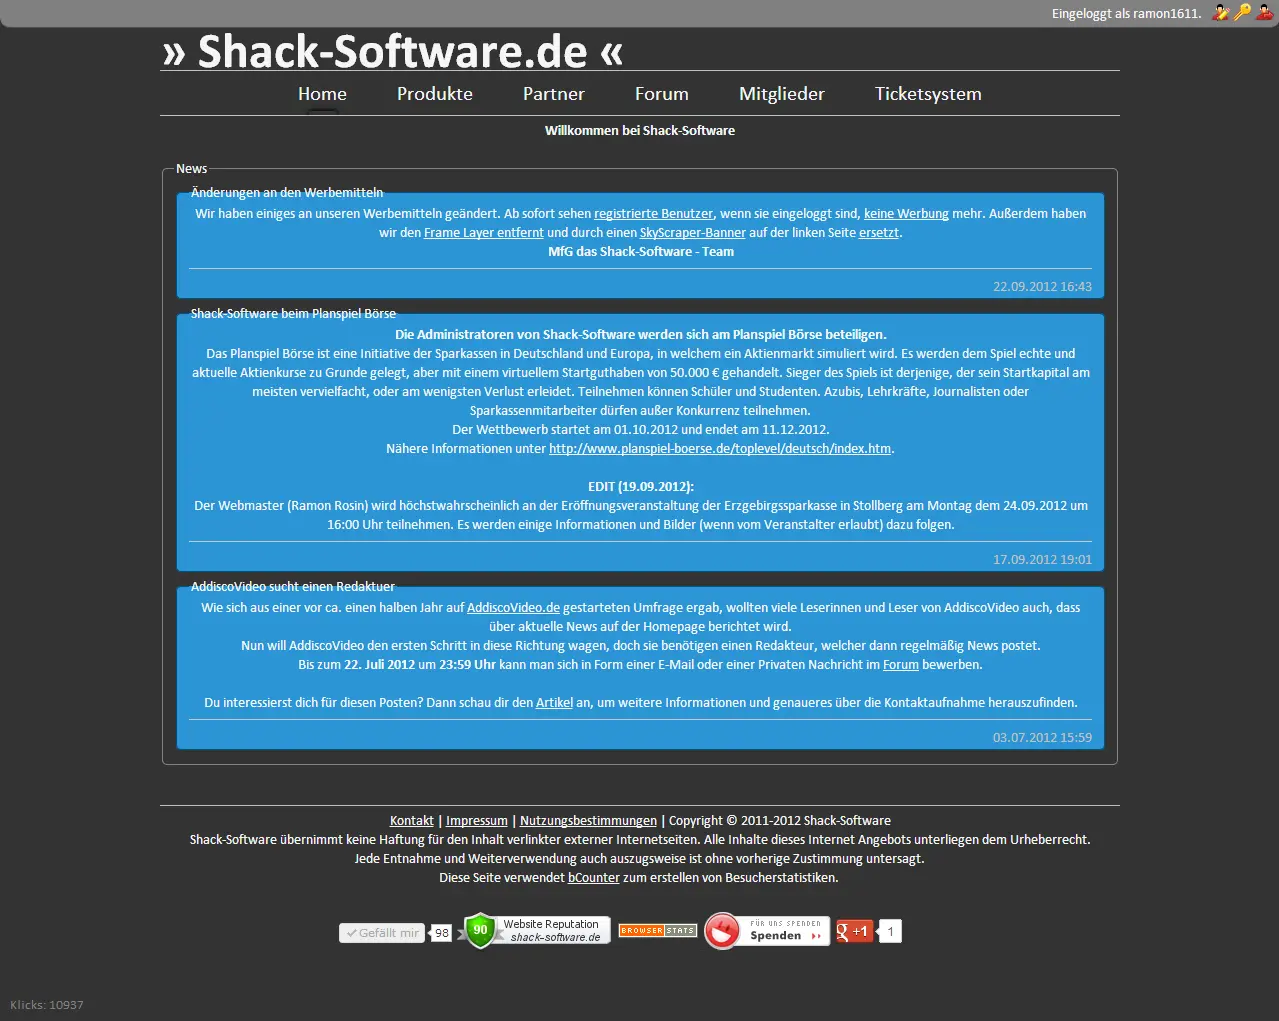 Eingeloggt als ramon1611.
» Shack-Software.de «
Home Produkte Partner Forum Mitglieder Ticketsystem
Willkommen bei Shack-Software
News
Änderungen an den Werbemitteln
Wir haben einiges an unseren Werbemitteln geändert. Ab sofort sehen registrierte Benutzer, wenn sie eingeloggt sind, keine Werbung mehr. Außerdem haben
wir den Frame Layer entfernt und durch einen SkyScraper-Banner auf der linken Seite ersetzt.
MfG das Shack-Software - Team
22.09.2012 16:43
Shack-Software beim Planspiel Börse
Die Administratoren von Shack-Software werden sich am Planspiel Börse beteiligen.
Das Planspiel Börse ist eine Initiative der Sparkassen in Deutschland und Europa, in welchem ein Aktienmarkt simuliert wird. Es werden dem Spiel echte und
aktuelle Aktienkurse zu Grunde gelegt, aber mit einem virtuellem Startguthaben von 50.000 € gehandelt. Sieger des Spiels ist derjenige, der sein Startkapital am
meisten vervielfacht, oder am wenigsten Verlust erleidet. Teilnehmen können Schüler und Studenten. Azubis, Lehrkräfte, Journalisten oder
Sparkassenmitarbeiter dürfen außer Konkurrenz teilnehmen.
Der Wettbewerb startet am 01.10.2012 und endet am 11.12.2012.
Nähere Informationen unter http://www.planspiel-boerse.de/toplevel/deutsch/index.htm.
EDIT (19.09.2012):
Der Webmaster (Ramon Rosin) wird höchstwahrscheinlich an der Eröffnungsveranstaltung der Erzgebirgssparkasse in Stollberg am Montag dem 24.09.2012 um
16:00 Uhr teilnehmen. Es werden einige Informationen und Bilder (wenn vom Veranstalter erlaubt) dazu folgen.
17.09.2012 19:01
AddiscoVideo sucht einen Redaktuer
Wie sich aus einer vor ca. einen halben Jahr auf AddiscoVideo.de gestarteten Umfrage ergab, wollten viele Leserinnen und Leser von AddiscoVideo auch, dass
über aktuelle News auf der Homepage berichtet wird.
Nun will AddiscoVideo den ersten Schritt in diese Richtung wagen, doch sie benötigen einen Redakteur, welcher dann regelmäßig News postet.
Bis zum 22. Juli 2012 um 23:59 Uhr kann man sich in Form einer E-Mail oder einer Privaten Nachricht im Forum bewerben.
Du interessierst dich für diesen Posten? Dann schau dir den Artikel an, um weitere Informationen und genaueres über die Kontaktaufnahme herauszufinden.
03.07.2012 15:59
Kontakt | Impressum | Nutzungsbestimmungen | Copyright © 2011-2012 Shack-Software
Shack-Software übernimmt keine Haftung für den Inhalt verlinkter externer Internetseiten. Alle Inhalte dieses Internet Angebots unterliegen dem Urheberrecht.
Jede Entnahme und Weiterverwendung auch auszugsweise ist ohne vorherige Zustimmung untersagt.
Diese Seite verwendet bCounter zum erstellen von Besucherstatistiken.
Gefällt mir 98
90 Website Reputation
shack-software.de
BROWSER STATS
FÜR UNS SPENDEN
Spenden
g +1 1
Klicks: 10937